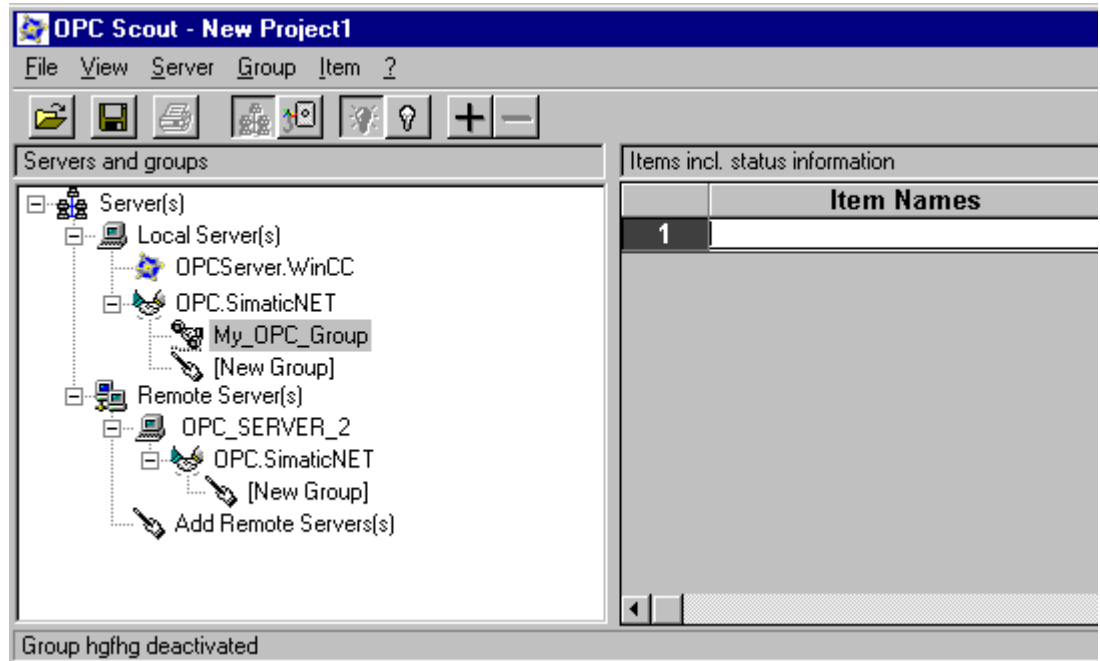 OPC Scout - New Project1
File View Server Group Item ?
Servers and groups
Items incl. status information
Server(s)
Local Server(s)
OPCServer.WinCC
OPC.SimaticNET
My_OPC_Group
[New Group]
Remote Server(s)
OPC_SERVER_2
OPC.SimaticNET
[New Group]
Add Remote Servers(s)
Item Names
1
Group hgfhg deactivated